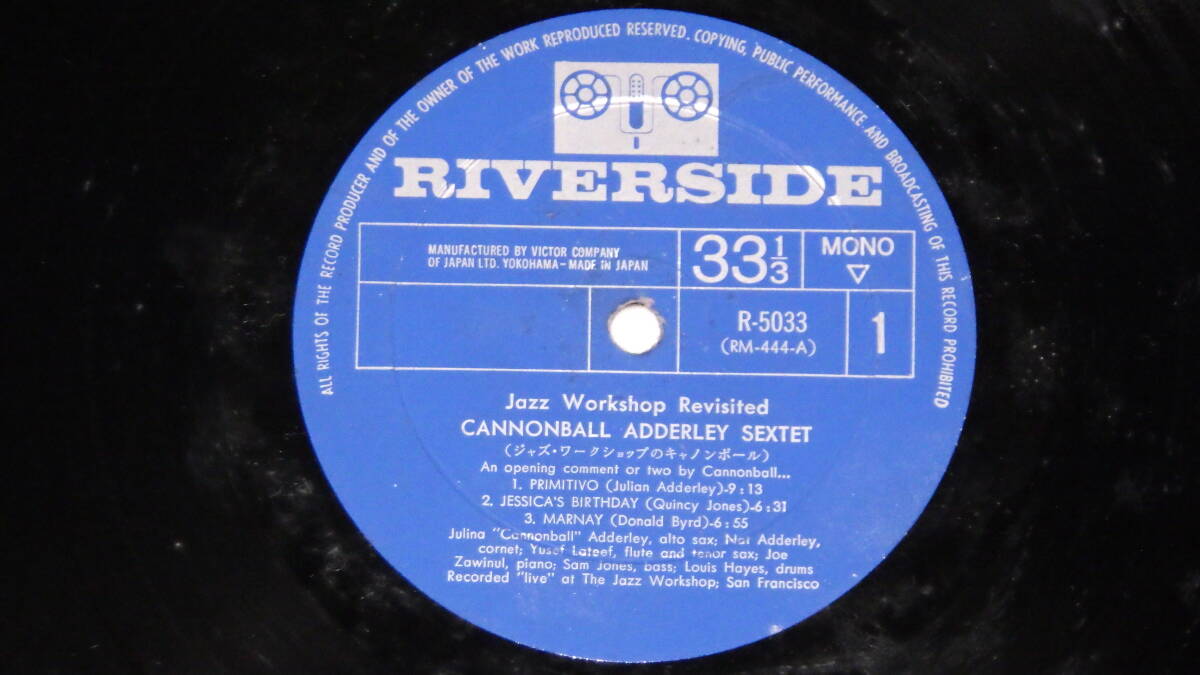 ALL RIGHTS OF THE RECORD PRODUCER AND OF THE OWNER OF THE WORK REPRODUCED RESERVED. COPYING, PUBLIC PERFORMANCE AND BROADCASTING OF THIS RECORD PROHIBITED
RIVERSIDE
MANUFACTURED BY VICTOR COMPANY
OF JAPAN LTD. YOKOHAMA–MADE IN JAPAN
33 1/3
MONO
▽
R-5033
(RM-444-A)
1
Jazz Workshop Revisited
CANNONBALL ADDERLEY SEXTET
(ジャズ・ワークショップのキャノンボール)
An opening comment or two by Cannonball...
1. PRIMITIVO (Julian Adderley)-9:13
2. JESSICA'S BIRTHDAY (Quincy Jones)-6:31
3. MARNAY (Donald Byrd)-6:55
Julina "Cannonball" Adderley, alto sax; Nat Adderley,
cornet; Yusef Lateef, flute and tenor sax; Joe
Zawinul, piano; Sam Jones, bass; Louis Hayes, drums
Recorded "live" at The Jazz Workshop; San Francisco